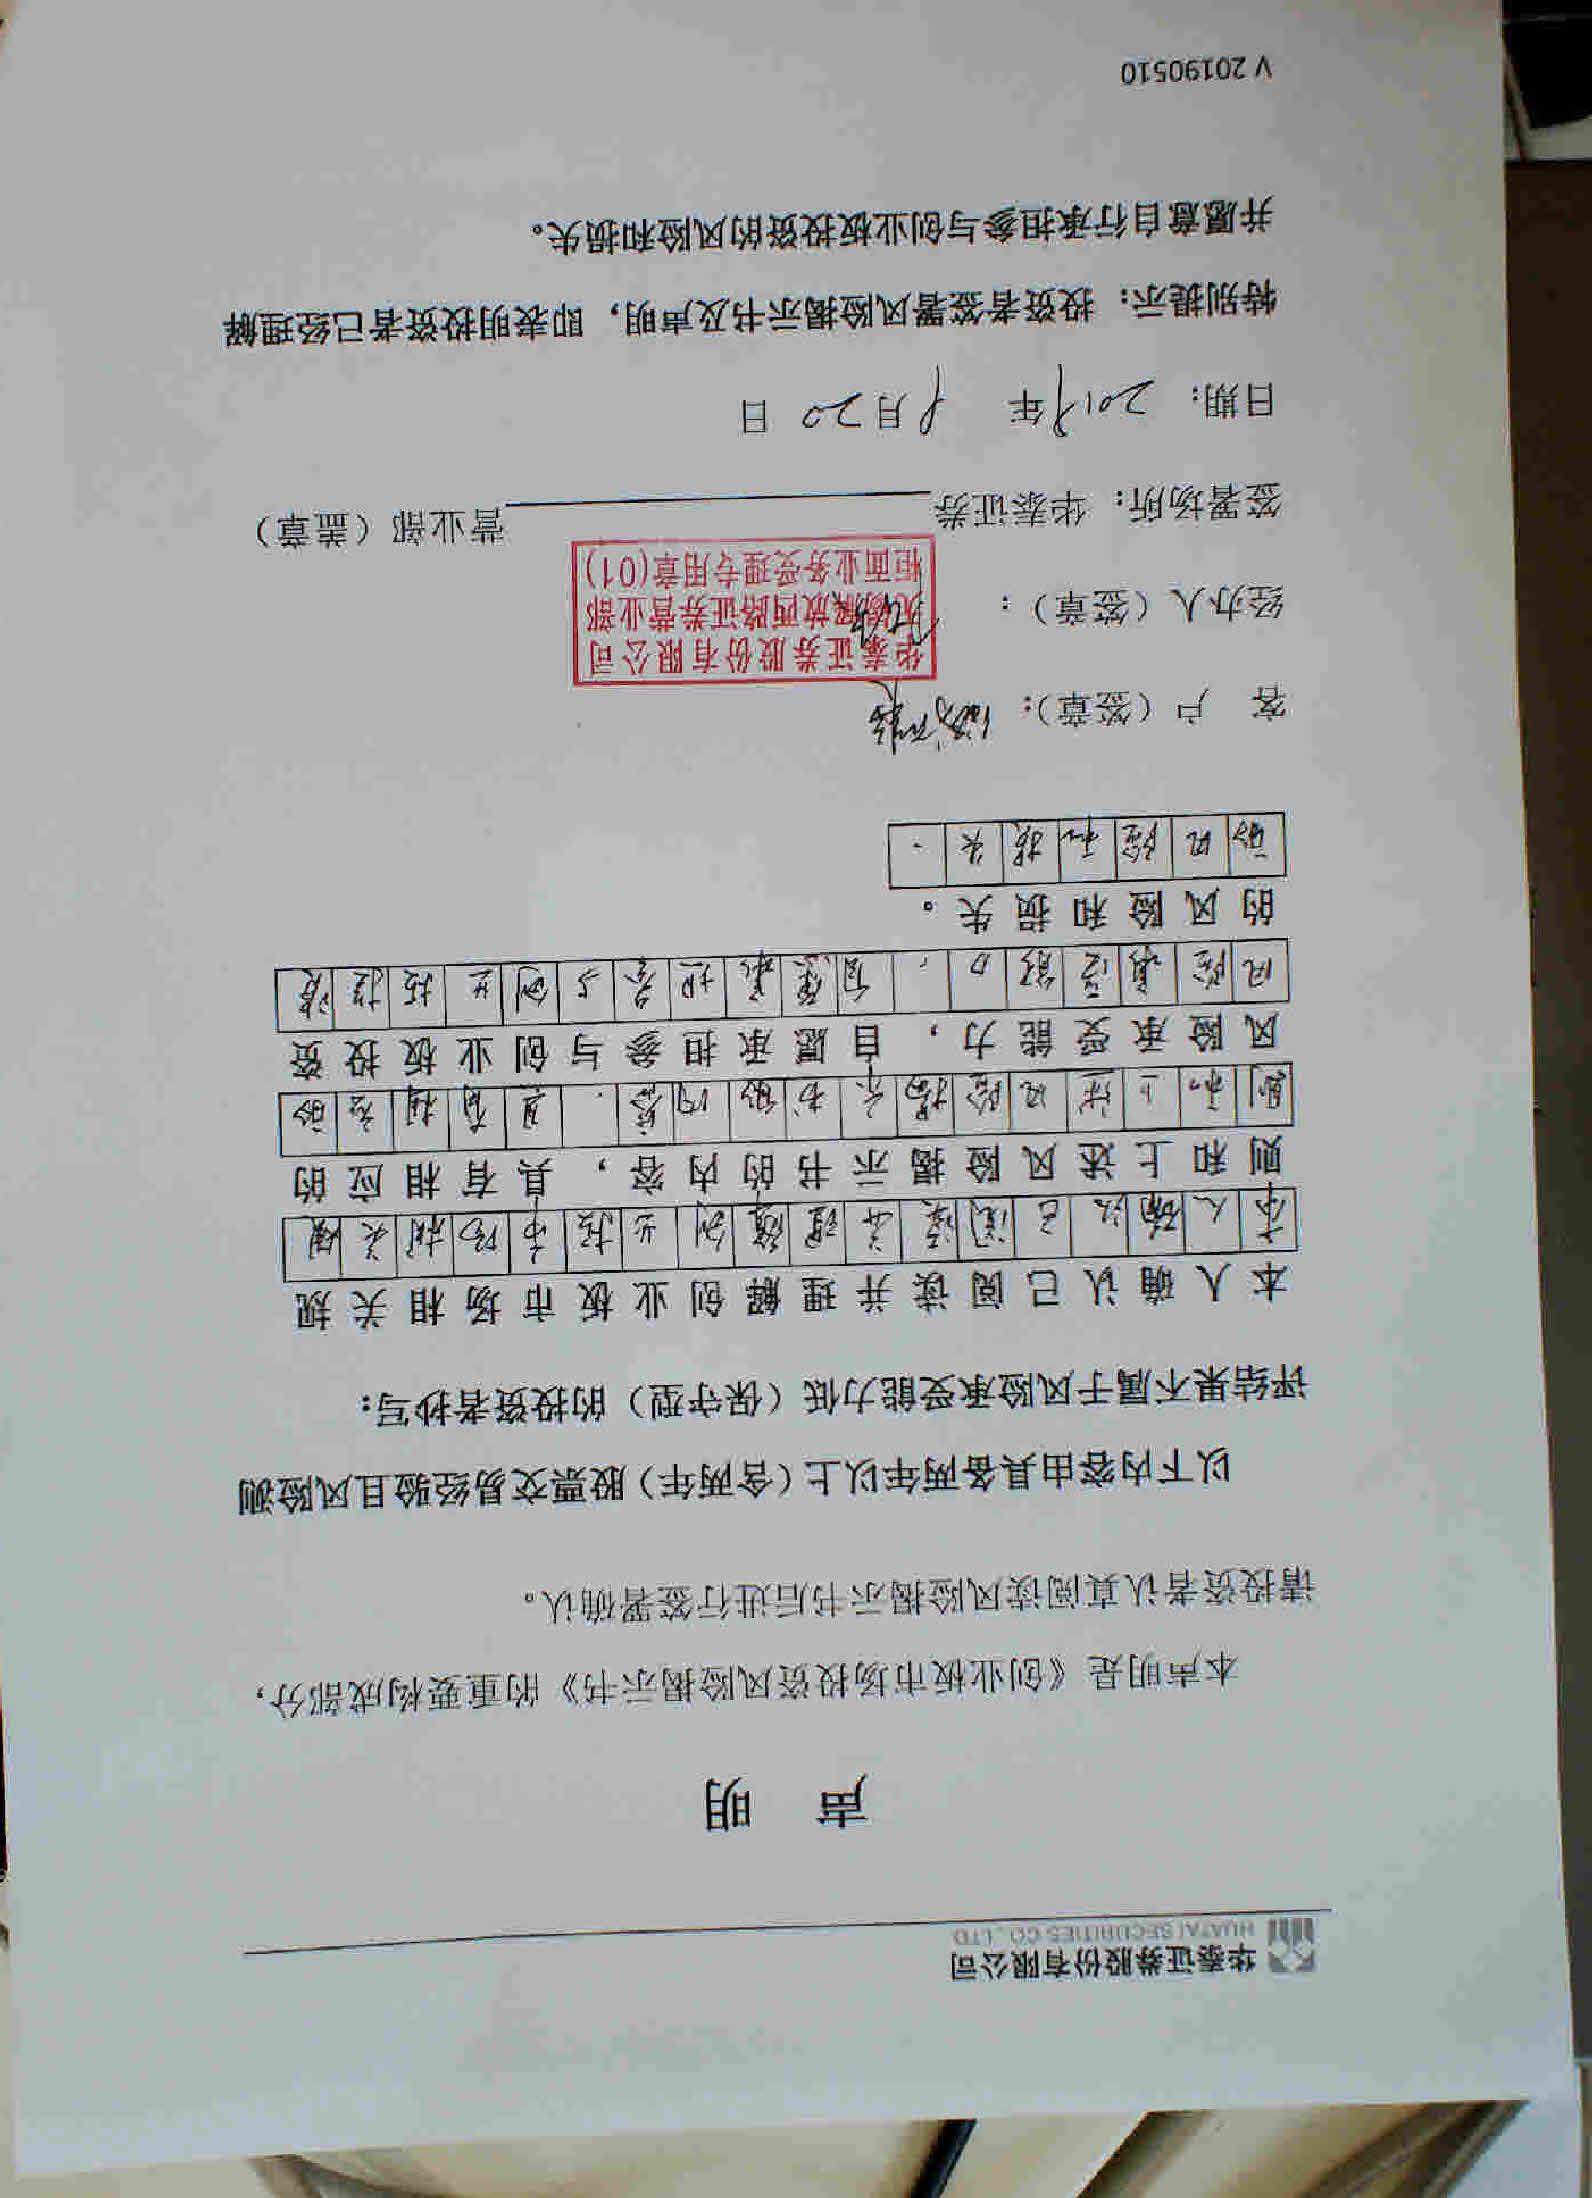 华泰证券股份有限公司
HUATAI SECURITIES CO., LTD
声 明
本声明是《创业板市场投资风险揭示书》的重要构成部分，
请投资者认真阅读风险揭示书后进行签署确认。
以下内容由具备两年以上（含两年）股票交易经验且风险测
评结果不属于风险承受能力低（保守型）的投资者抄写：
本人确认已阅读并理解创业板市场相关规
本人确认已阅读并理解创业板市场相关规
则和上述风险揭示书的内容，具有相应的
则和上述风险揭示书的内容，具有相应的
风险承受能力，自愿承担参与创业板投资
风险承受能力，自愿承担参与创业板投资
的风险和损失。
的风险和损失。
客 户（签章）：
华泰证券股份有限公司
经办人（签章）：
解放西路证券营业部
柜面业务受理专用章(01)
签署场所：华泰证券 营业部（盖章）
日期：2019年 8月20日
特别提示：投资者签署风险揭示书及声明，即表明投资者已经理解
并愿意自行承担参与创业板投资的风险和损失。
V 20190510